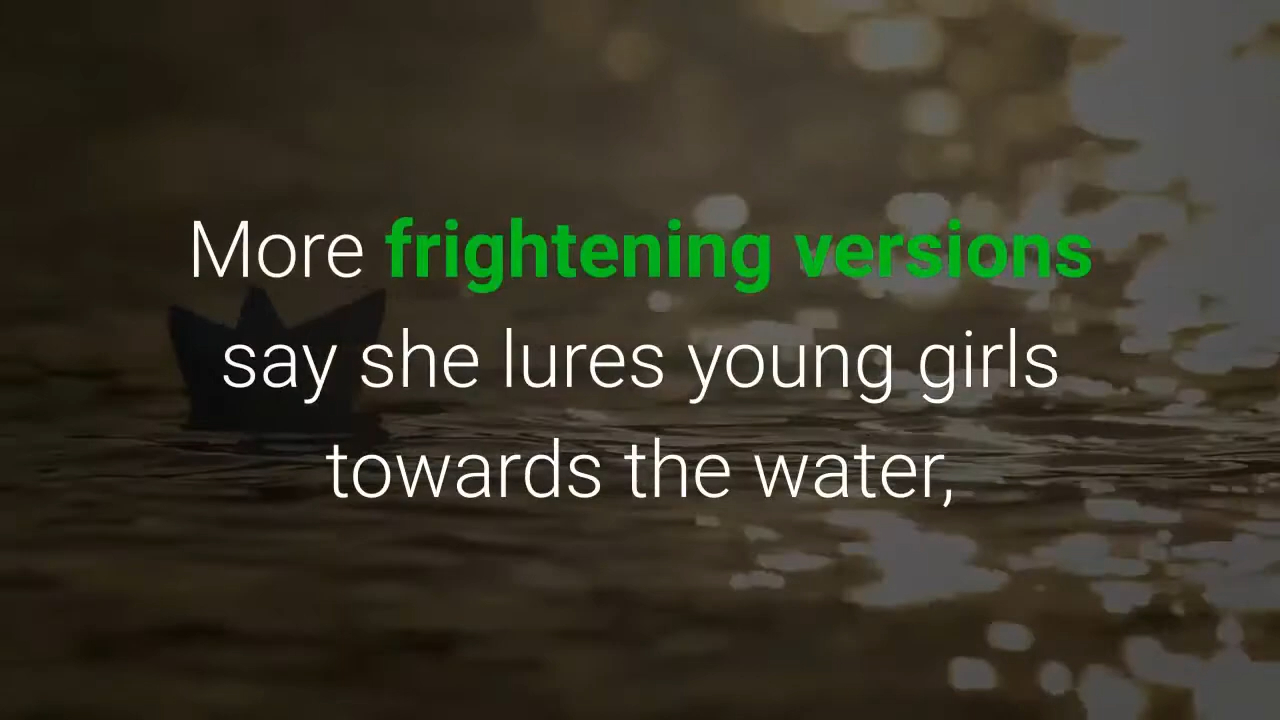 More frightening versions
say she lures young girls
towards the water,